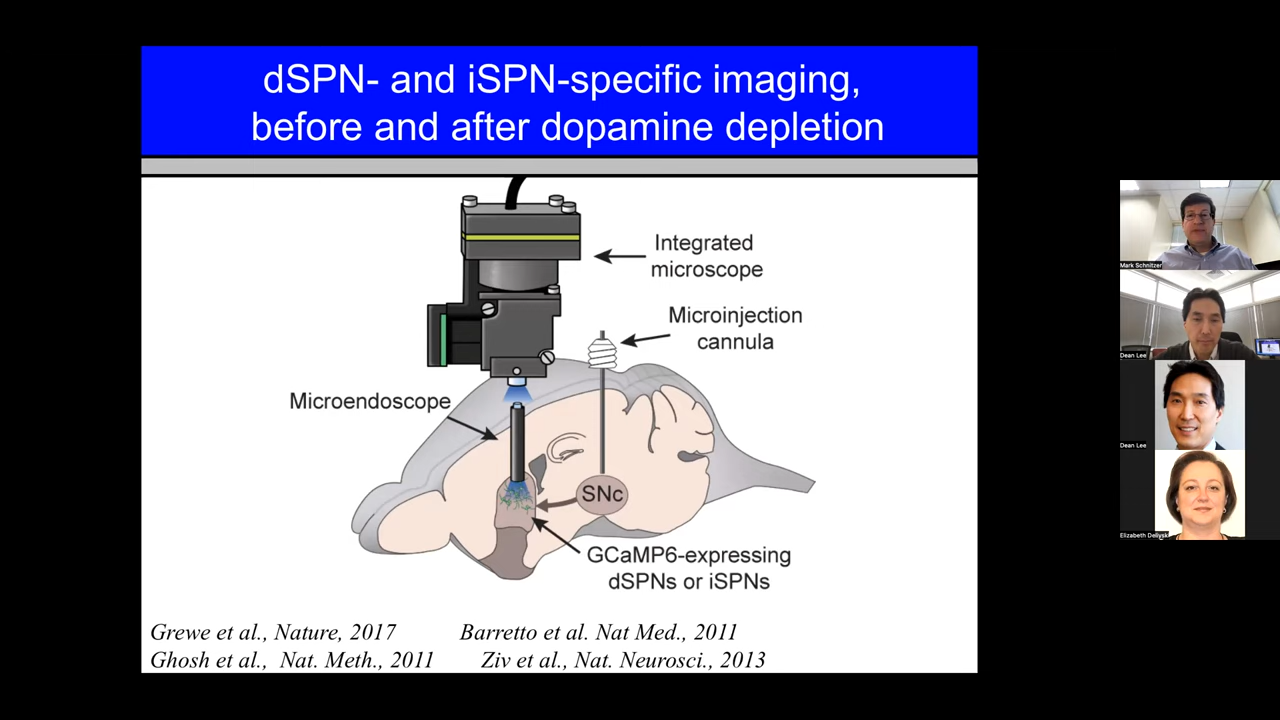 dSPN- and iSPN-specific imaging,
before and after dopamine depletion
Integrated
microscope
Microinjection
cannula
Microendoscope
SNc
GCaMP6-expressing
dSPNs or iSPNs
Grewe et al., Nature, 2017
Barretto et al. Nat Med., 2011
Ghosh et al., Nat. Meth., 2011
Ziv et al., Nat. Neurosci., 2013
Mark Schnitzer
Dean Lee
Dean Lee
Elizabeth